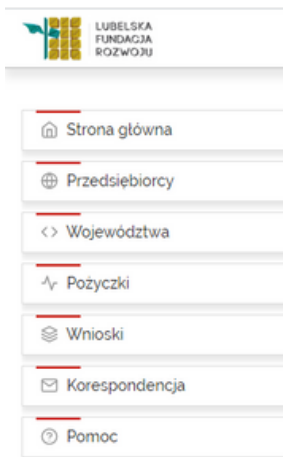 LUBELSKA
FUNDACJA
ROZWOJU
Strona główna
Przedsiębiorcy
Województwa
Pożyczki
Wnioski
Korespondencja
Pomoc